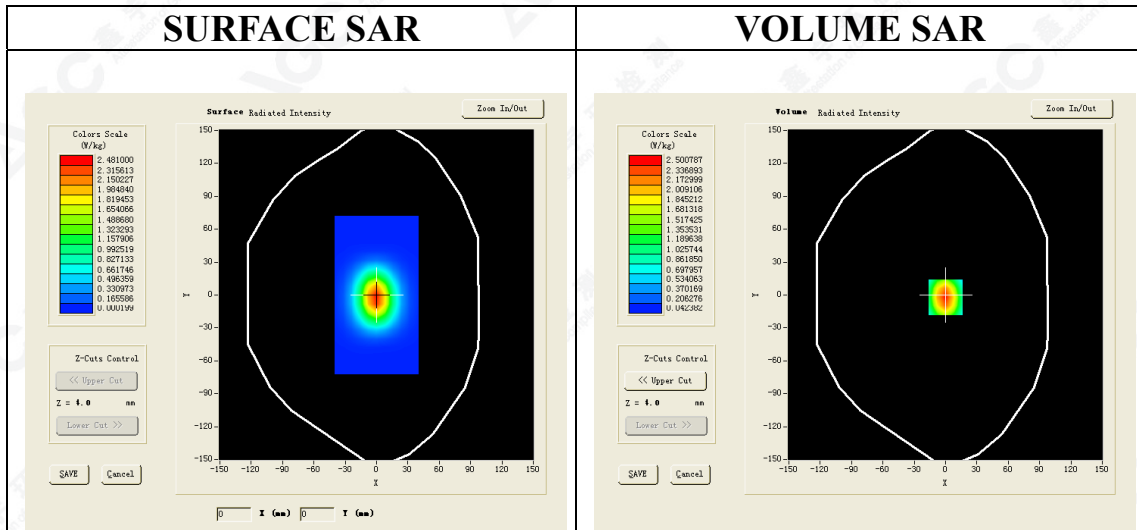 SURFACE SAR
VOLUME SAR
Surface Radiated Intensity
Zoom In/Out
Colors Scale
(W/kg)
2.481000
2.315613
2.150227
1.984840
1.819453
1.654066
1.488680
1.323293
1.157906
0.992519
0.827133
0.661746
0.496359
0.330973
0.165586
0.000199
Z-Cuts Control
<< Upper Cut
Z = 4.0 mm
Lower Cut >>
SAVE Cancel
150
120
90
60
30
0
-30
-60
-90
-120
-150
Y
-150 -120 -90 -60 -30 0 30 60 90 120 150
X
0 X (mm) 0 Y (mm)
Volume Radiated Intensity
Zoom In/Out
Colors Scale
(W/kg)
2.500787
2.336893
2.172999
2.009106
1.845212
1.681318
1.517425
1.353531
1.189638
1.025744
0.861850
0.697957
0.534063
0.370169
0.206276
0.042382
Z-Cuts Control
<< Upper Cut
Z = 4.0 mm
Lower Cut >>
SAVE Cancel
150
120
90
60
30
0
-30
-60
-90
-120
-150
Y
-150 -120 -90 -60 -30 0 30 60 90 120 150
X